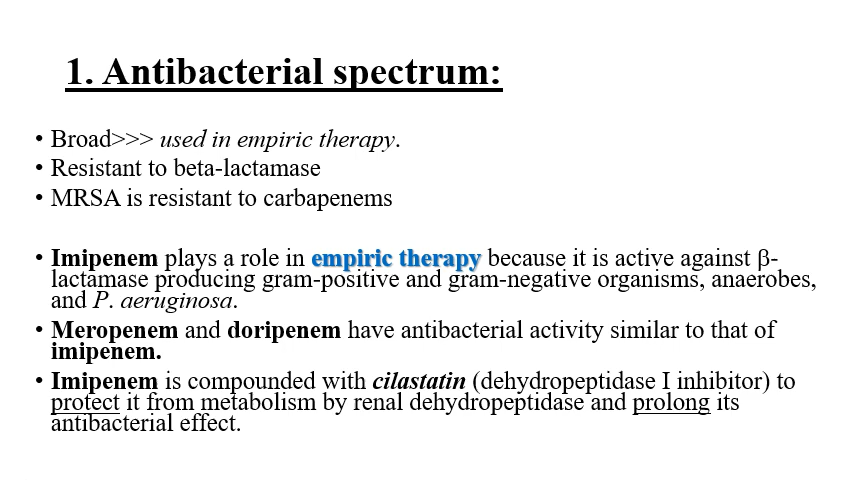 1. Antibacterial spectrum:
• Broad>>> used in empiric therapy.
• Resistant to beta-lactamase
• MRSA is resistant to carbapenems
• Imipenem plays a role in empiric therapy because it is active against β-
lactamase producing gram-positive and gram-negative organisms, anaerobes,
and P. aeruginosa.
• Meropenem and doripenem have antibacterial activity similar to that of
imipenem.
• Imipenem is compounded with cilastatin (dehydropeptidase I inhibitor) to
protect it from metabolism by renal dehydropeptidase and prolong its
antibacterial effect.